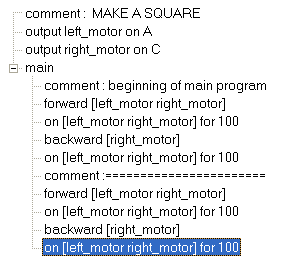 comment : MAKE A SQUARE
output left_motor on A
output right_motor on C
main
comment : beginning of main program
forward [left_motor right_motor]
on [left_motor right_motor] for 100
backward [right_motor]
on [left_motor right_motor] for 100
comment :=======================
forward [left_motor right_motor]
on [left_motor right_motor] for 100
backward [right_motor]
on [left_motor right_motor] for 100